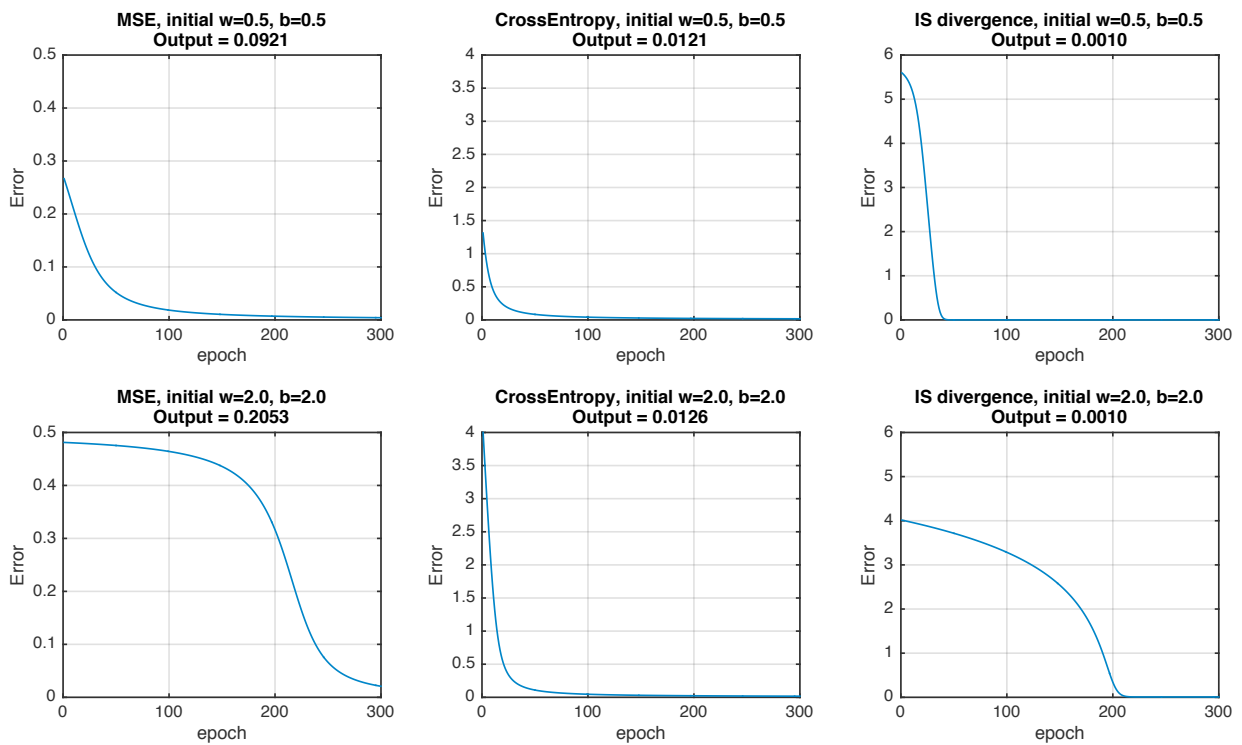 MSE, initial w=0.5, b=0.5
Output = 0.0921
0.5
0.4
0.3
0.2
0.1
0
Error
0 100 200 300
epoch
CrossEntropy, initial w=0.5, b=0.5
Output = 0.0121
4
3.5
3
2.5
2
1.5
1
0.5
0
Error
0 100 200 300
epoch
IS divergence, initial w=0.5, b=0.5
Output = 0.0010
6
5
4
3
2
1
0
Error
0 100 200 300
epoch
MSE, initial w=2.0, b=2.0
Output = 0.2053
0.5
0.4
0.3
0.2
0.1
0
Error
0 100 200 300
epoch
CrossEntropy, initial w=2.0, b=2.0
Output = 0.0126
4
3.5
3
2.5
2
1.5
1
0.5
0
Error
0 100 200 300
epoch
IS divergence, initial w=2.0, b=2.0
Output = 0.0010
6
5
4
3
2
1
0
Error
0 100 200 300
epoch